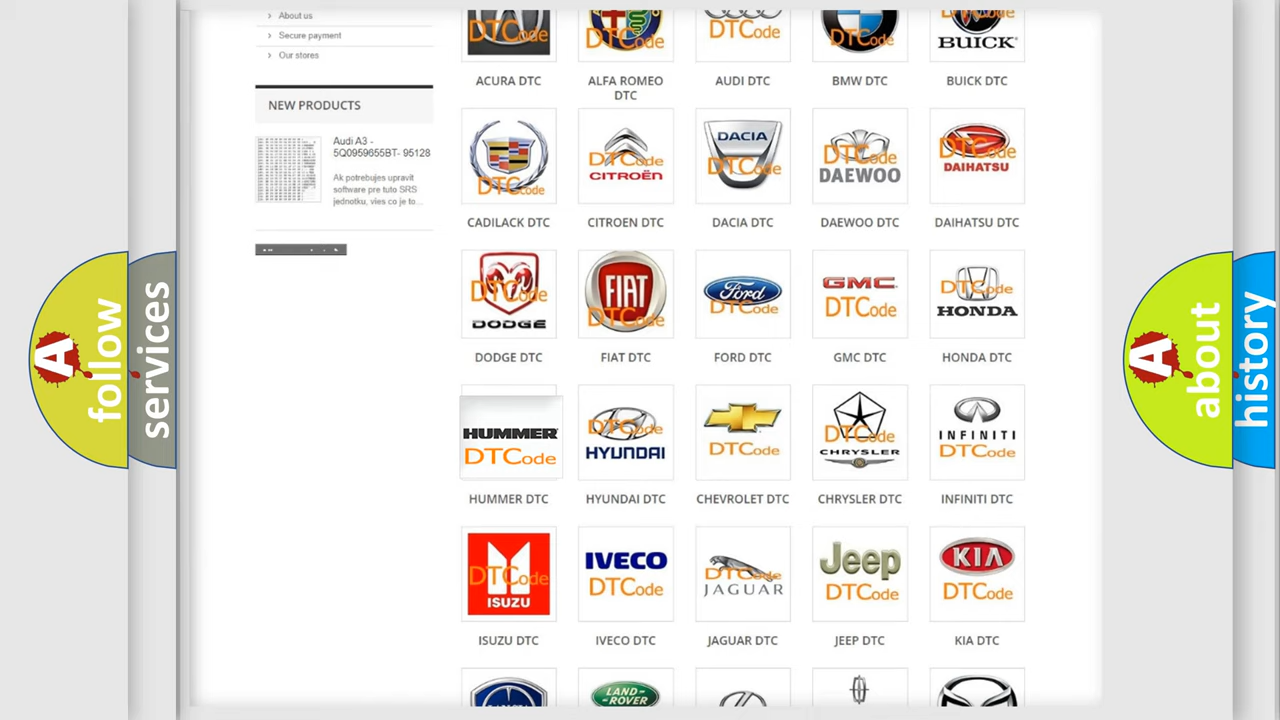 About us
Secure payment
Our stores
NEW PRODUCTS
Audi A3 -
5Q0959655BT- 95128
Ak potrebujes upravit
software pre tuto SRS
jednotku, vies co je to...
A follow
services
A about
history
DTCode
DTCode
DTCode
DTCode
DTCode
BUICK
ACURA DTC
ALFA ROMEO
DTC
AUDI DTC
BMW DTC
BUICK DTC
DTCode
DTCode
CITROËN
DACIA
DTCode
DTCode
DAEWOO
DTCode
DAIHATSU
CADILACK DTC
CITROEN DTC
DACIA DTC
DAEWOO DTC
DAIHATSU DTC
DTCode
DODGE
FIAT
DTCode
Ford
DTCode
GMC
DTCode
DTCode
HONDA
DODGE DTC
FIAT DTC
FORD DTC
GMC DTC
HONDA DTC
HUMMER
DTCode
DTCode
HYUNDAI
DTCode
DTCode
CHRYSLER
INFINITI
DTCode
HUMMER DTC
HYUNDAI DTC
CHEVROLET DTC
CHRYSLER DTC
INFINITI DTC
DTCode
ISUZU
IVECO
DTCode
DTCode
JAGUAR
Jeep
DTCode
KIA
DTCode
ISUZU DTC
IVECO DTC
JAGUAR DTC
JEEP DTC
KIA DTC
LAND-
ROVER